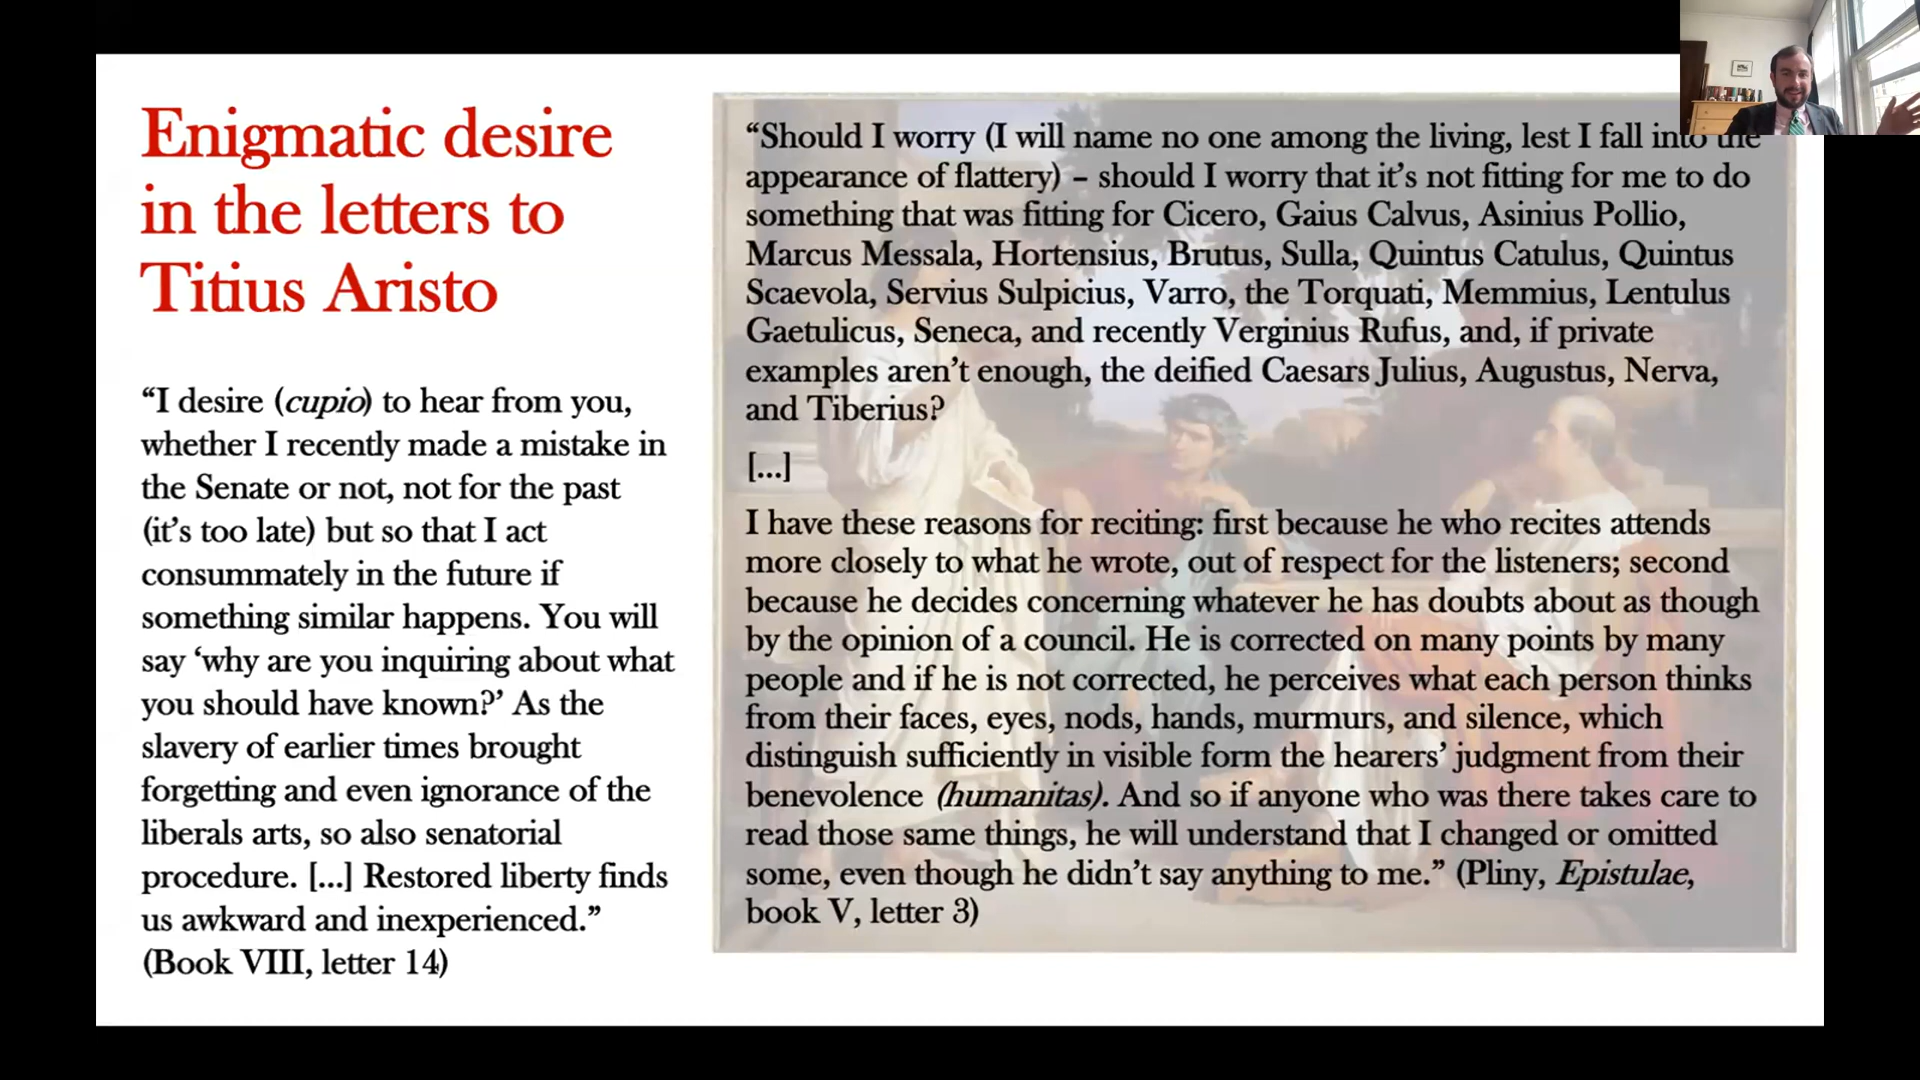 Enigmatic desire
in the letters to
Titius Aristo
“I desire (cupio) to hear from you,
whether I recently made a mistake in
the Senate or not, not for the past
(it’s too late) but so that I act
consummately in the future if
something similar happens. You will
say ‘why are you inquiring about what
you should have known?’ As the
slavery of earlier times brought
forgetting and even ignorance of the
liberals arts, so also senatorial
procedure. [...] Restored liberty finds
us awkward and inexperienced.”
(Book VIII, letter 14)
“Should I worry (I will name no one among the living, lest I fall into the
appearance of flattery) – should I worry that it’s not fitting for me to do
something that was fitting for Cicero, Gaius Calvus, Asinius Pollio,
Marcus Messala, Hortensius, Brutus, Sulla, Quintus Catulus, Quintus
Scaevola, Servius Sulpicius, Varro, the Torquati, Memmius, Lentulus
Gaetulicus, Seneca, and recently Verginius Rufus, and, if private
examples aren’t enough, the deified Caesars Julius, Augustus, Nerva,
and Tiberius?
[...]
I have these reasons for reciting: first because he who recites attends
more closely to what he wrote, out of respect for the listeners; second
because he decides concerning whatever he has doubts about as though
by the opinion of a council. He is corrected on many points by many
people and if he is not corrected, he perceives what each person thinks
from their faces, eyes, nods, hands, murmurs, and silence, which
distinguish sufficiently in visible form the hearers’ judgment from their
benevolence (humanitas). And so if anyone who was there takes care to
read those same things, he will understand that I changed or omitted
some, even though he didn’t say anything to me.” (Pliny, Epistulae,
book V, letter 3)